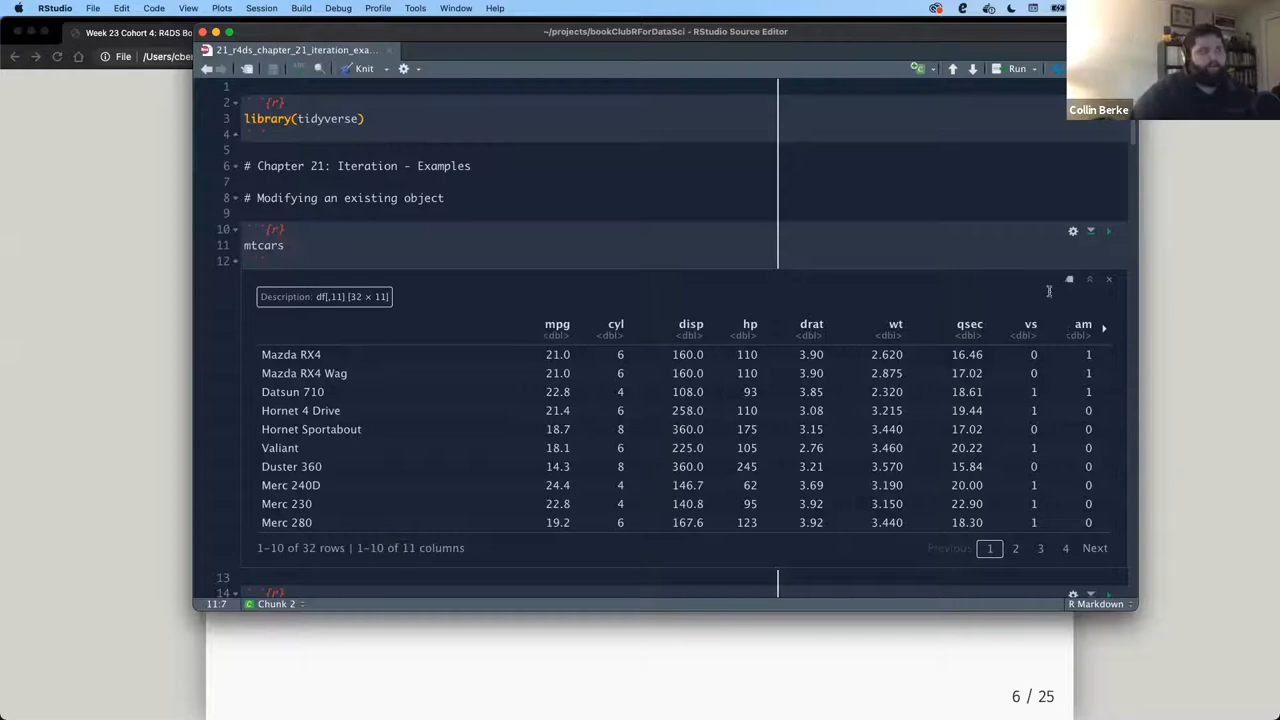 RStudio File Edit Code View Plots Session Build Debug Profile Tools Window Help
Week 23 Cohort 4: R4DS Bo
File /Users/cber
~/projects/bookClubRForDataSci - RStudio Source Editor
21_r4ds_chapter_21_iteration_exa...
Knit
Run
1
2 ```{r}
3 library(tidyverse)
4 ```
5
6 # Chapter 21: Iteration - Examples
7
8 # Modifying an existing object
9
10 ```{r}
11 mtcars
12 ```
Description: df[,11] [32 × 11]
mpg cyl disp hp drat wt qsec vs am
<dbl> <dbl> <dbl> <dbl> <dbl> <dbl> <dbl> <dbl> <dbl>
Mazda RX4 21.0 6 160.0 110 3.90 2.620 16.46 0 1
Mazda RX4 Wag 21.0 6 160.0 110 3.90 2.875 17.02 0 1
Datsun 710 22.8 4 108.0 93 3.85 2.320 18.61 1 1
Hornet 4 Drive 21.4 6 258.0 110 3.08 3.215 19.44 1 0
Hornet Sportabout 18.7 8 360.0 175 3.15 3.440 17.02 0 0
Valiant 18.1 6 225.0 105 2.76 3.460 20.22 1 0
Duster 360 14.3 8 360.0 245 3.21 3.570 15.84 0 0
Merc 240D 24.4 4 146.7 62 3.69 3.190 20.00 1 0
Merc 230 22.8 4 140.8 95 3.92 3.150 22.90 1 0
Merc 280 19.2 6 167.6 123 3.92 3.440 18.30 1 0
1-10 of 32 rows | 1-10 of 11 columns
Previous 1 2 3 4 Next
13
14 ```{r}
11:7 Chunk 2 R Markdown
6 / 25
Collin Berke